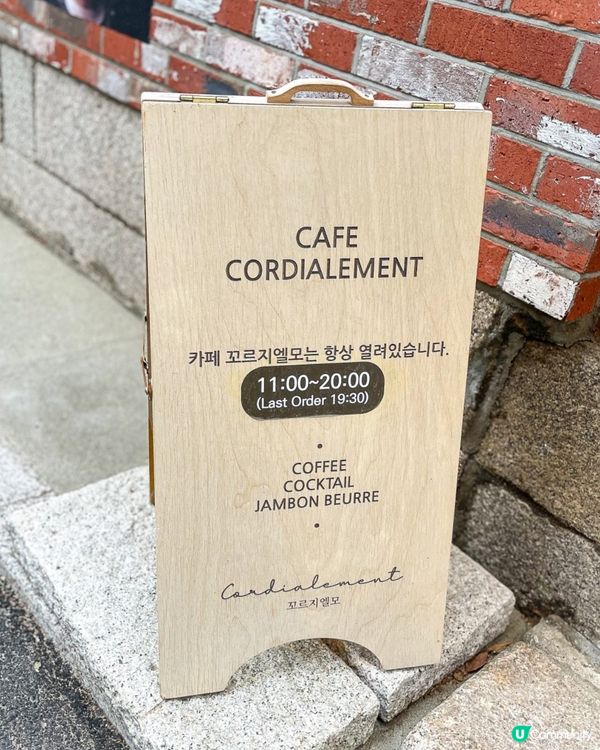 CAFE
CORDIALEMENT
카페 꼬르지엘모는 항상 열려있습니다.
11:00~20:00
(Last Order 19:30)
COFFEE
COCKTAIL
JAMBON BEURRE
Cordialement
꼬르지엘모
U Community